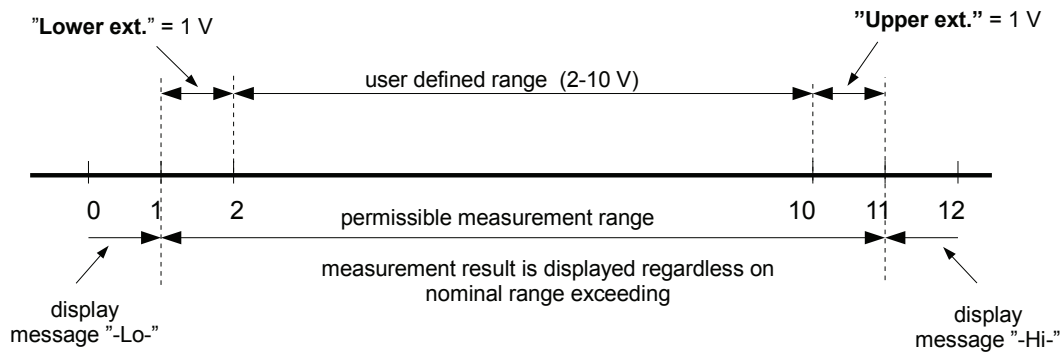 ”Lower ext.” = 1 V
”Upper ext.” = 1 V
user defined range (2-10 V)
0 1 2 10 11 12
permissible measurement range
measurement result is displayed regardless on
nominal range exceeding
display
message ”-Lo-”
display
message ”-Hi-”